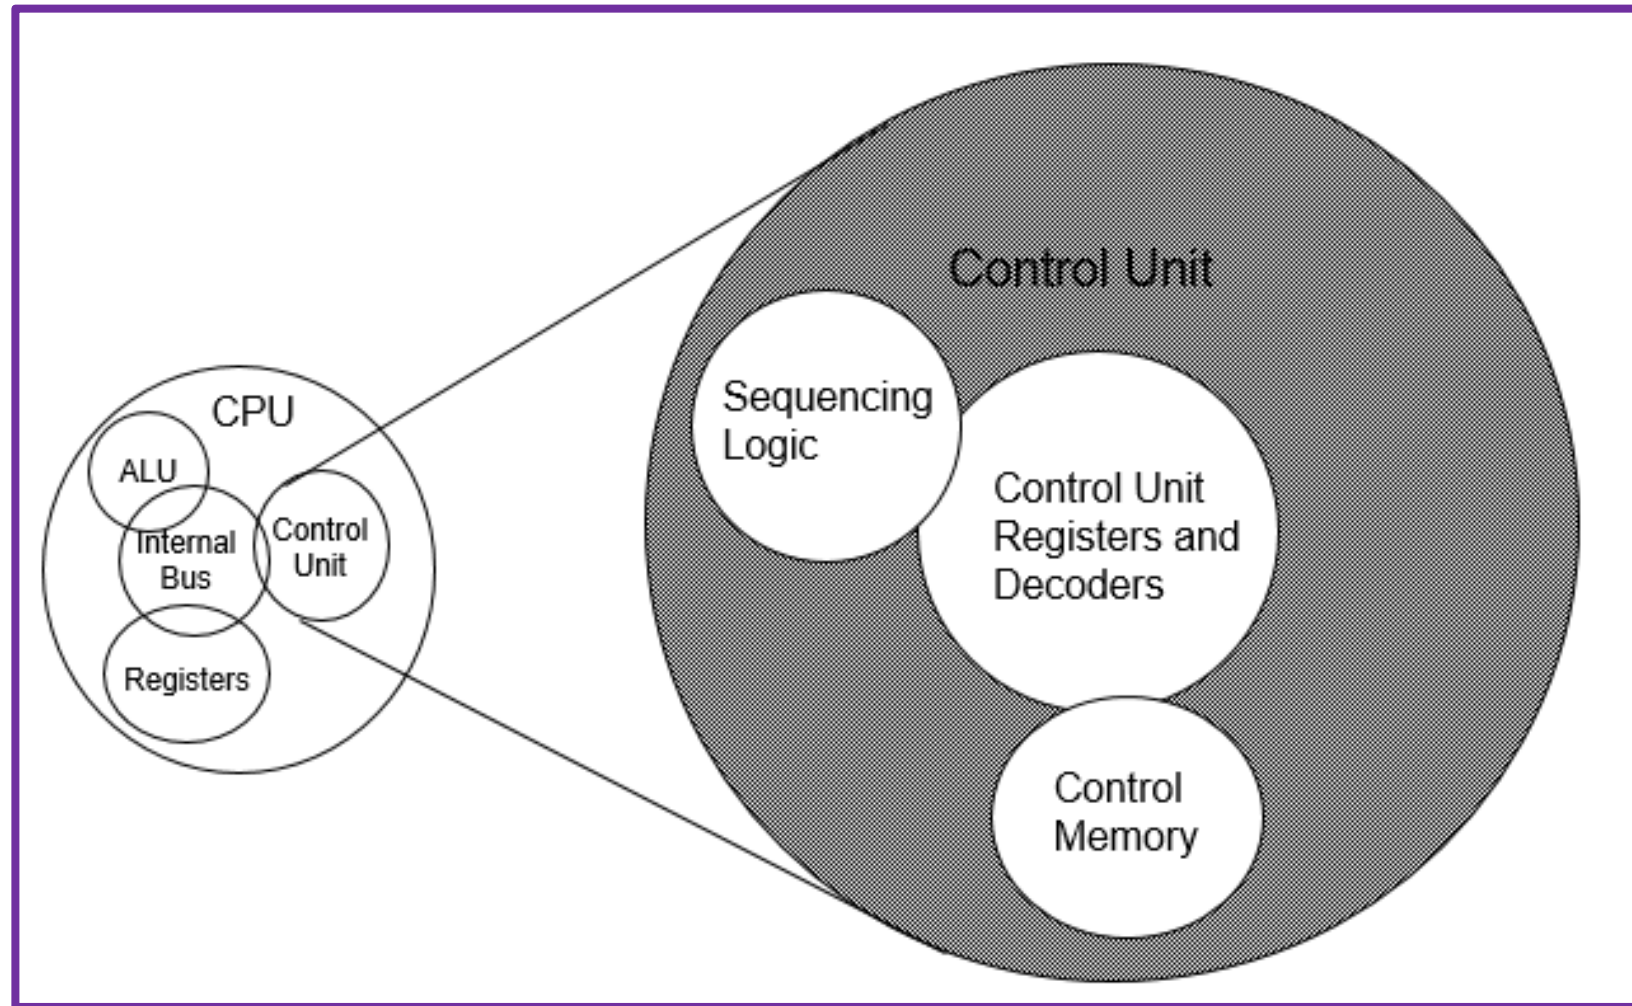 CPU
ALU
Internal
Bus
Control
Unit
Registers
Control Unit
Sequencing
Logic
Control Unit
Registers and
Decoders
Control
Memory